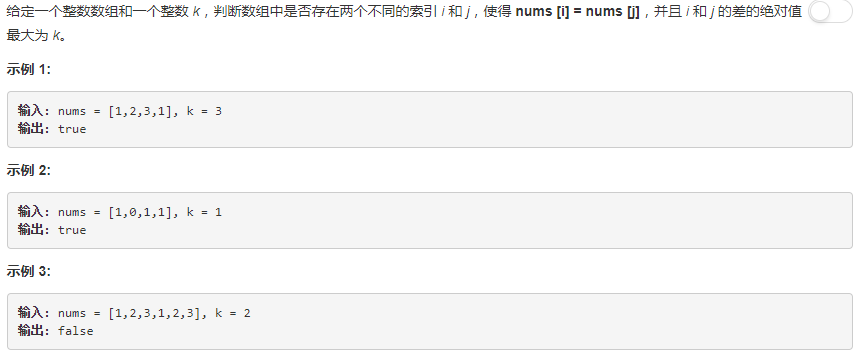 给定一个整数数组和一个整数 k，判断数组中是否存在两个不同的索引 i 和 j，使得 nums [i] = nums [j]，并且 i 和 j 的差的绝对值
最大为 k。
示例 1:
输入: nums = [1,2,3,1], k = 3
输出: true
示例 2:
输入: nums = [1,0,1,1], k = 1
输出: true
示例 3:
输入: nums = [1,2,3,1,2,3], k = 2
输出: false